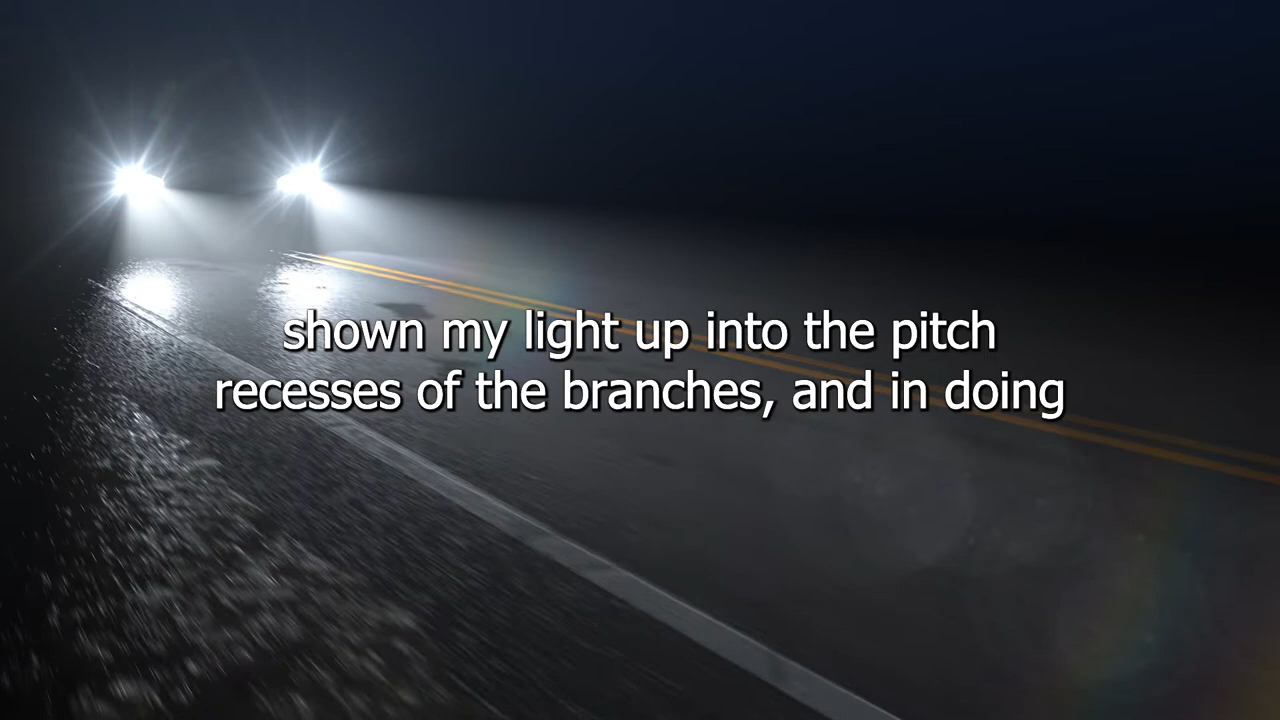 shown my light up into the pitch
recesses of the branches, and in doing